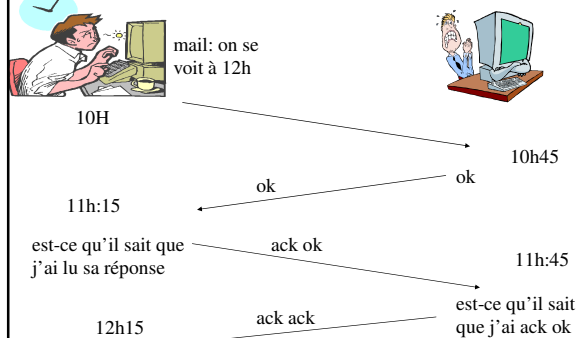 mail: on se
voit à 12h
10H
10h45
ok
ok
11h:15
est-ce qu'il sait que
j'ai lu sa réponse
ack ok
11h:45
est-ce qu'il sait
que j'ai ack ok
ack ack
12h15